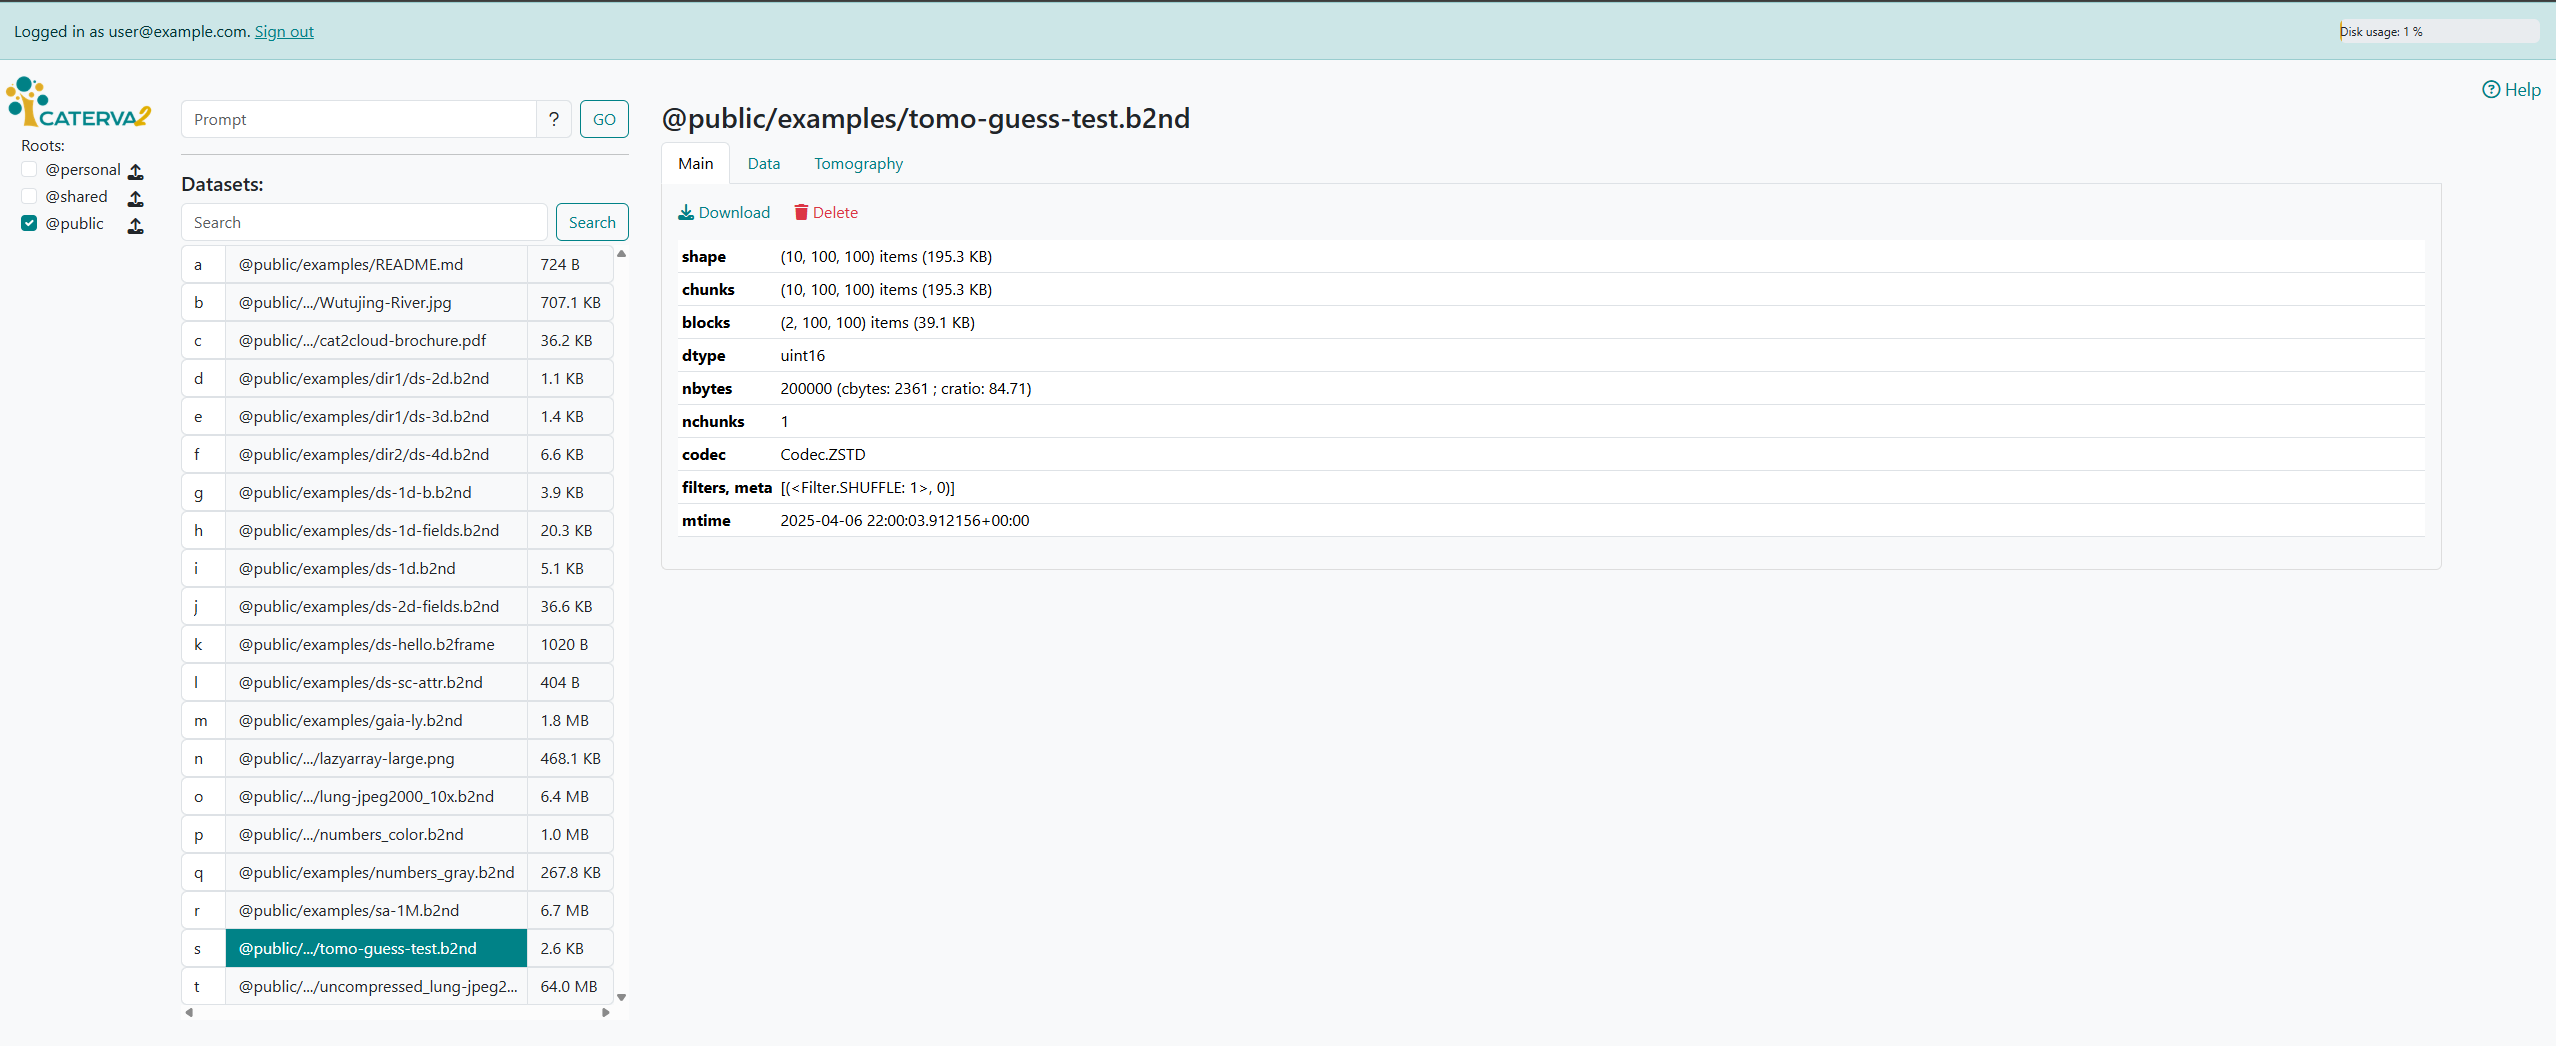 Logged in as user@example.com. Sign out
Disk usage: 1 %
CATERVA2
Help
Roots:
@personal
@shared
@public
Prompt
?
GO
Datasets:
Search
Search
a @public/examples/README.md 724 B
b @public/.../Wutujing-River.jpg 707.1 KB
c @public/.../cat2cloud-brochure.pdf 36.2 KB
d @public/examples/dir1/ds-2d.b2nd 1.1 KB
e @public/examples/dir1/ds-3d.b2nd 1.4 KB
f @public/examples/dir2/ds-4d.b2nd 6.6 KB
g @public/examples/ds-1d-b.b2nd 3.9 KB
h @public/examples/ds-1d-fields.b2nd 20.3 KB
i @public/examples/ds-1d.b2nd 5.1 KB
j @public/examples/ds-2d-fields.b2nd 36.6 KB
k @public/examples/ds-hello.b2frame 1020 B
l @public/examples/ds-sc-attr.b2nd 404 B
m @public/examples/gaia-ly.b2nd 1.8 MB
n @public/.../lazyarray-large.png 468.1 KB
o @public/.../lung-jpeg2000_10x.b2nd 6.4 MB
p @public/.../numbers_color.b2nd 1.0 MB
q @public/examples/numbers_gray.b2nd 267.8 KB
r @public/examples/sa-1M.b2nd 6.7 MB
s @public/.../tomo-guess-test.b2nd 2.6 KB
t @public/.../uncompressed_lung-jpeg2... 64.0 MB
@public/examples/tomo-guess-test.b2nd
Main Data Tomography
Download Delete
shape (10, 100, 100) items (195.3 KB)
chunks (10, 100, 100) items (195.3 KB)
blocks (2, 100, 100) items (39.1 KB)
dtype uint16
nbytes 200000 (cbytes: 2361 ; cratio: 84.71)
nchunks 1
codec Codec.ZSTD
filters, meta [(<Filter.SHUFFLE: 1>, 0)]
mtime 2025-04-06 22:00:03.912156+00:00